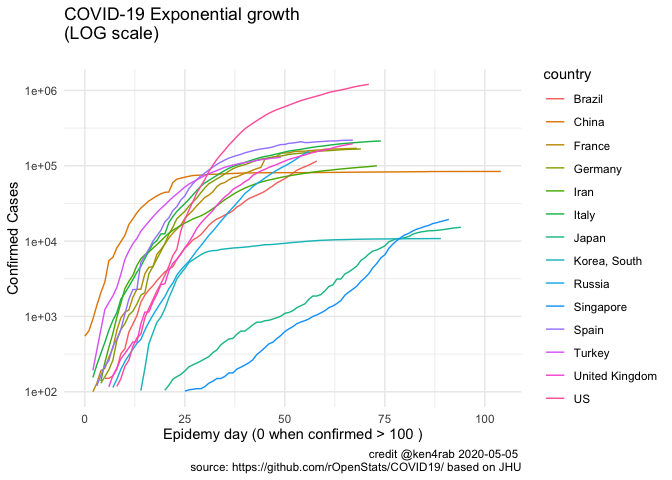 COVID-19 Exponential growth
(LOG scale)
Confirmed Cases
1e+06
1e+05
1e+04
1e+03
1e+02
0 25 50 75 100
Epidemy day (0 when confirmed > 100 )
country
Brazil
China
France
Germany
Iran
Italy
Japan
Korea, South
Russia
Singapore
Spain
Turkey
United Kingdom
US
credit @ken4rab 2020-05-05
source: https://github.com/rOpenStats/COVID19/ based on JHU